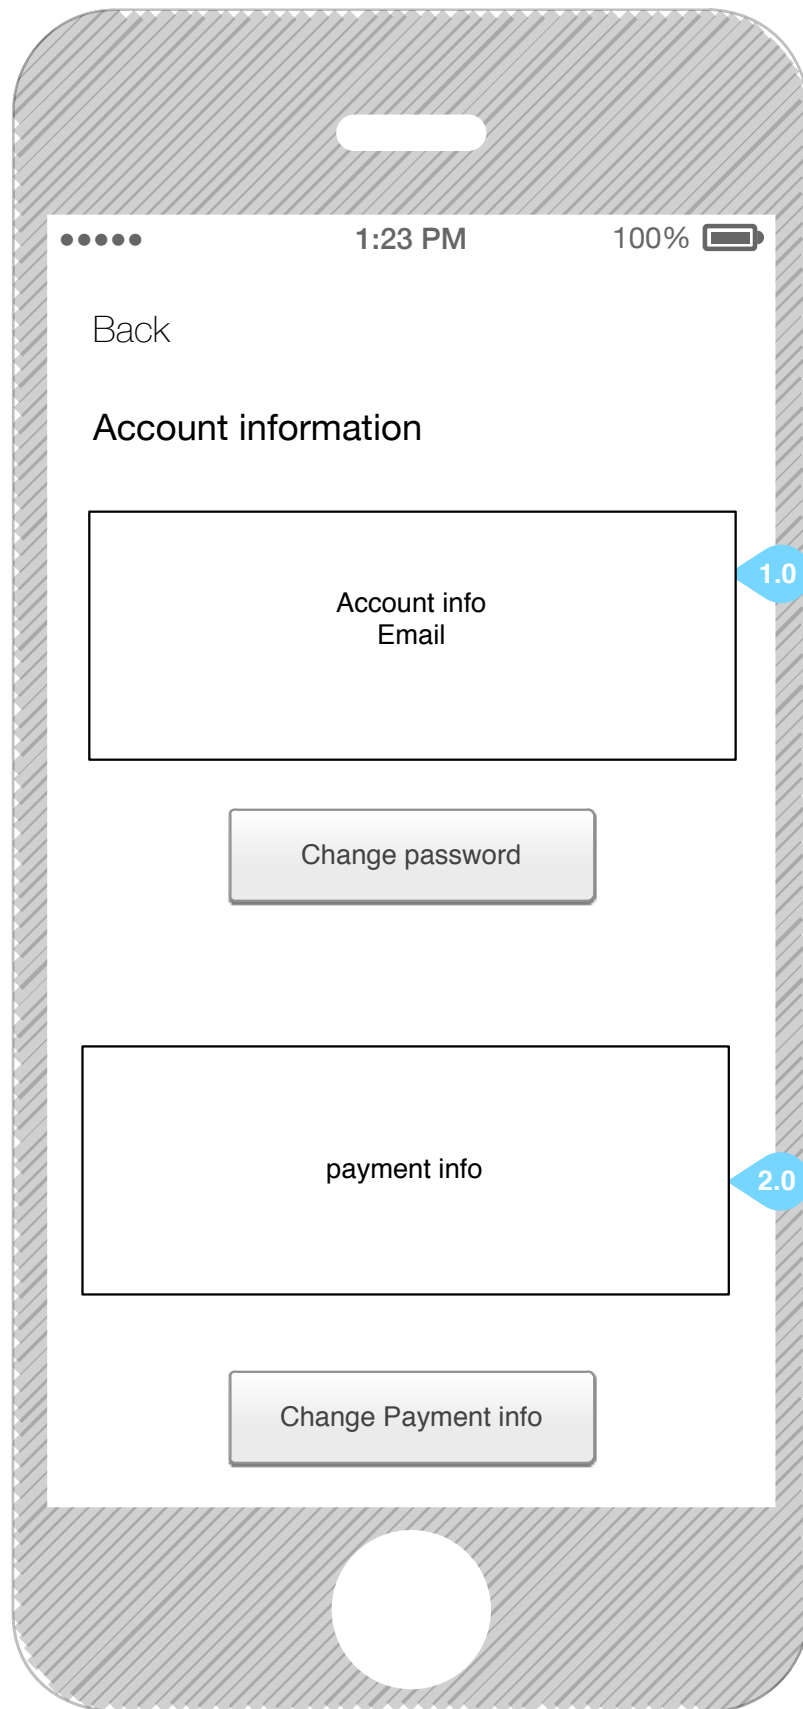 1:23 PM 100%
Back
Account information
Account info
Email
1.0
Change password
payment info
2.0
Change Payment info